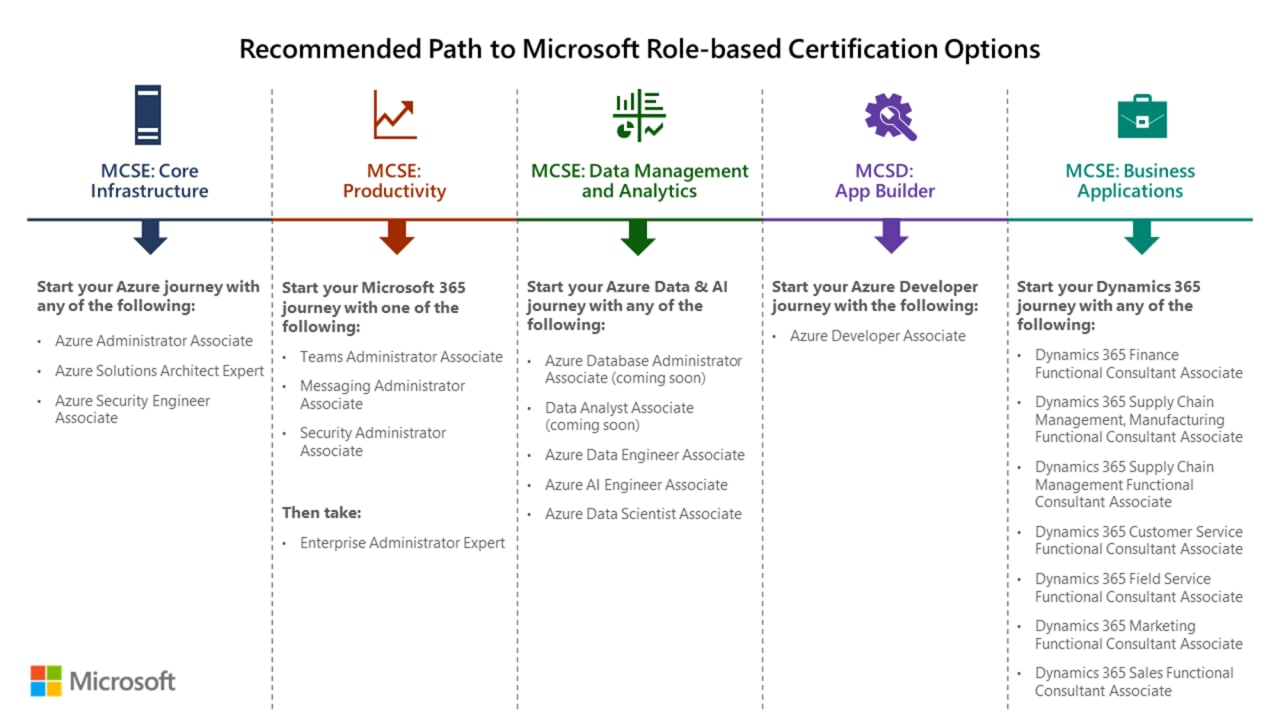 Recommended Path to Microsoft Role-based Certification Options
MCSE: Core
Infrastructure
Start your Azure journey with
any of the following:
• Azure Administrator Associate
• Azure Solutions Architect Expert
• Azure Security Engineer
Associate
MCSE:
Productivity
Start your Microsoft 365
journey with one of the
following:
• Teams Administrator Associate
• Messaging Administrator
Associate
• Security Administrator
Associate
Then take:
• Enterprise Administrator Expert
MCSE: Data Management
and Analytics
Start your Azure Data & AI
journey with any of the
following:
• Azure Database Administrator
Associate (coming soon)
• Data Analyst Associate
(coming soon)
• Azure Data Engineer Associate
• Azure AI Engineer Associate
• Azure Data Scientist Associate
MCSD:
App Builder
Start your Azure Developer
journey with the following:
• Azure Developer Associate
MCSE: Business
Applications
Start your Dynamics 365
journey with any of the
following:
• Dynamics 365 Finance
Functional Consultant Associate
• Dynamics 365 Supply Chain
Management, Manufacturing
Functional Consultant Associate
• Dynamics 365 Supply Chain
Management Functional
Consultant Associate
• Dynamics 365 Customer Service
Functional Consultant Associate
• Dynamics 365 Field Service
Functional Consultant Associate
• Dynamics 365 Marketing
Functional Consultant Associate
• Dynamics 365 Sales Functional
Consultant Associate
Microsoft